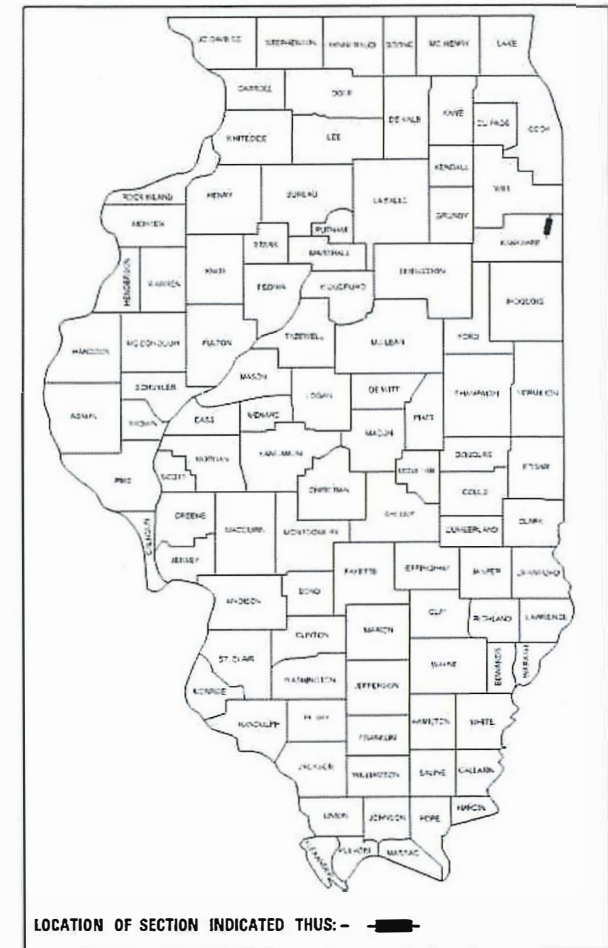 JO DAVIESS STEPHENSON WINNEBAGO BOONE MC HENRY LAKE
CARROLL OGLE DE KALB KANE DU PAGE COOK
WHITESIDE LEE KENDALL WILL
ROCK ISLAND HENRY BUREAU LA SALLE GRUNDY
MERCER STARK PUTNAM KANKAKEE
HENDERSON WARREN KNOX PEORIA MARSHALL LIVINGSTON
WOODFORD IROQUOIS
HANCOCK MC DONOUGH FULTON TAZEWELL MC LEAN FORD
SCHUYLER MASON LOGAN DE WITT CHAMPAIGN VERMILION
ADAMS BROWN CASS MENARD MACON PIATT
PIKE SCOTT MORGAN SANGAMON MOULTRIE DOUGLAS EDGAR
CHRISTIAN COLES
CALHOUN GREENE MACOUPIN MONTGOMERY SHELBY CUMBERLAND CLARK
JERSEY FAYETTE EFFINGHAM JASPER CRAWFORD
MADISON BOND CLAY RICHLAND LAWRENCE
CLINTON MARION
ST. CLAIR WASHINGTON WAYNE EDWARDS WABASH
MONROE JEFFERSON
RANDOLPH PERRY HAMILTON WHITE
FRANKLIN
JACKSON WILLIAMSON SALINE GALLATIN
UNION JOHNSON POPE HARDIN
ALEXANDER PULASKI MASSAC
LOCATION OF SECTION INDICATED THUS: -